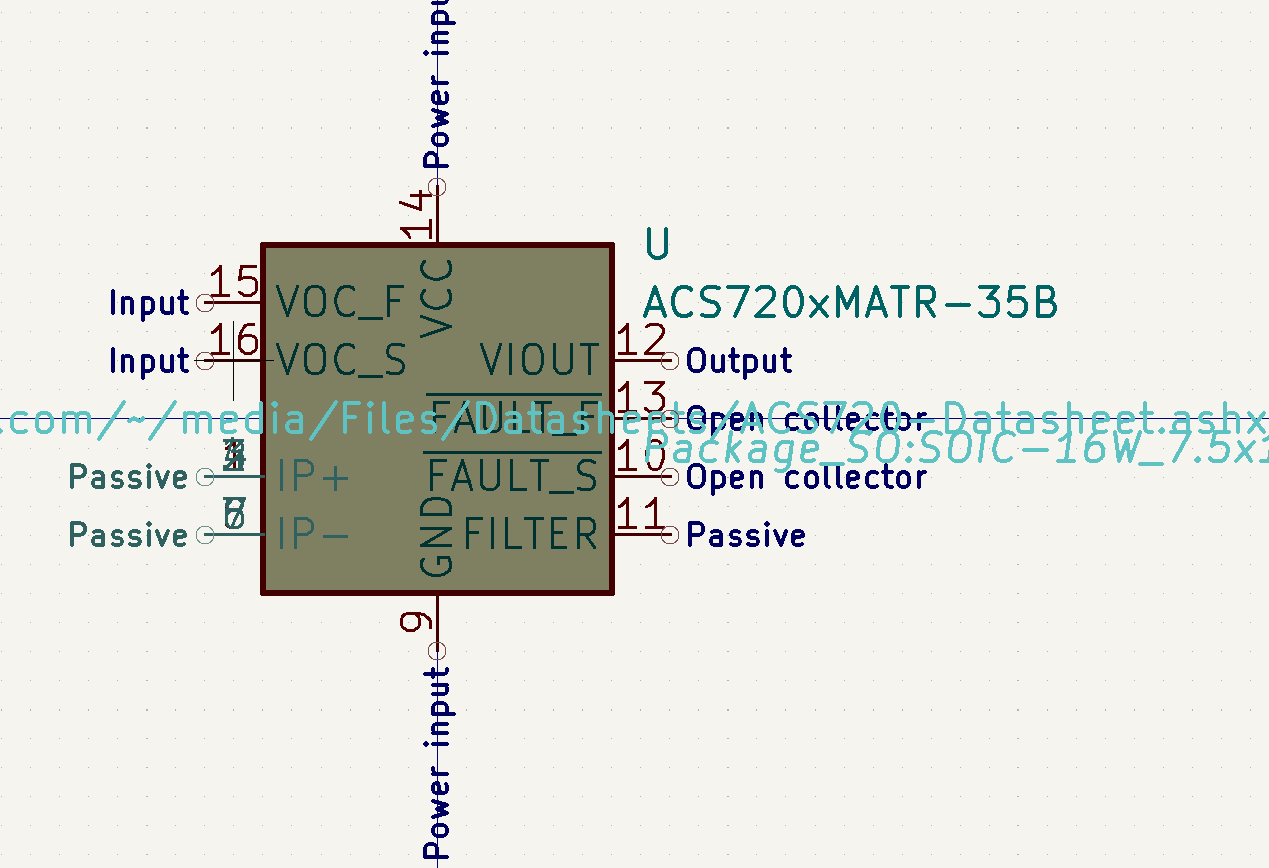 Power input
14
VCC
U
ACS720xMATR-35B
Input
15
VOC_F
Input
16
VOC_S
VIOUT
12
Output
FAULT_F
13
Open collector
.com/~/media/Files/Datasheets/ACS720-Datasheet.ashx
Package_SO:SOIC-16W_7.5x1
Passive
IP+
FAULT_S
10
Open collector
Passive
IP-
FILTER
11
Passive
GND
9
Power input